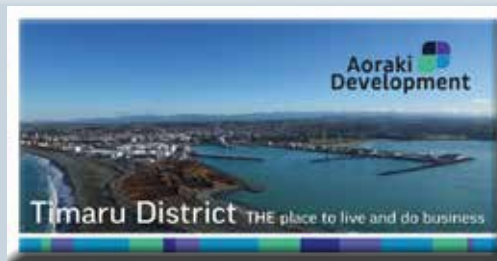 Aoraki
Development
Timaru District THE place to live and do business